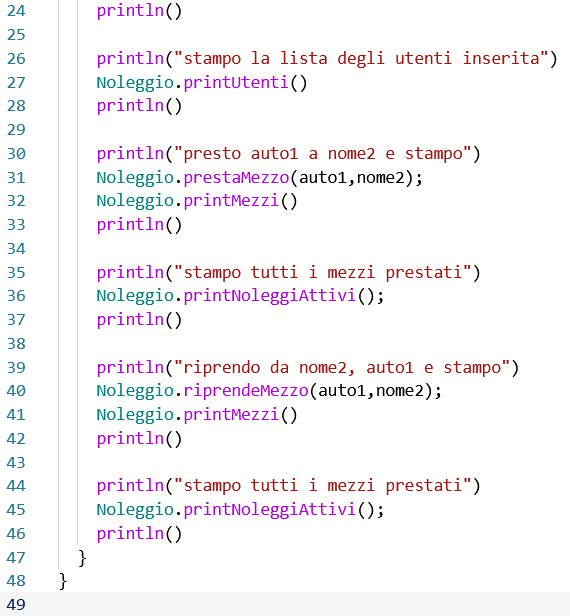 24 println()
25
26 println("stampo la lista degli utenti inserita")
27 Noleggio.printUtenti()
28 println()
29
30 println("presto auto1 a nome2 e stampo")
31 Noleggio.prestaMezzo(auto1,nome2);
32 Noleggio.printMezzi()
33 println()
34
35 println("stampo tutti i mezzi prestati")
36 Noleggio.printNoleggiAttivi();
37 println()
38
39 println("riprendo da nome2, auto1 e stampo")
40 Noleggio.riprendeMezzo(auto1,nome2);
41 Noleggio.printMezzi()
42 println()
43
44 println("stampo tutti i mezzi prestati")
45 Noleggio.printNoleggiAttivi();
46 println()
47 }
48 }
49